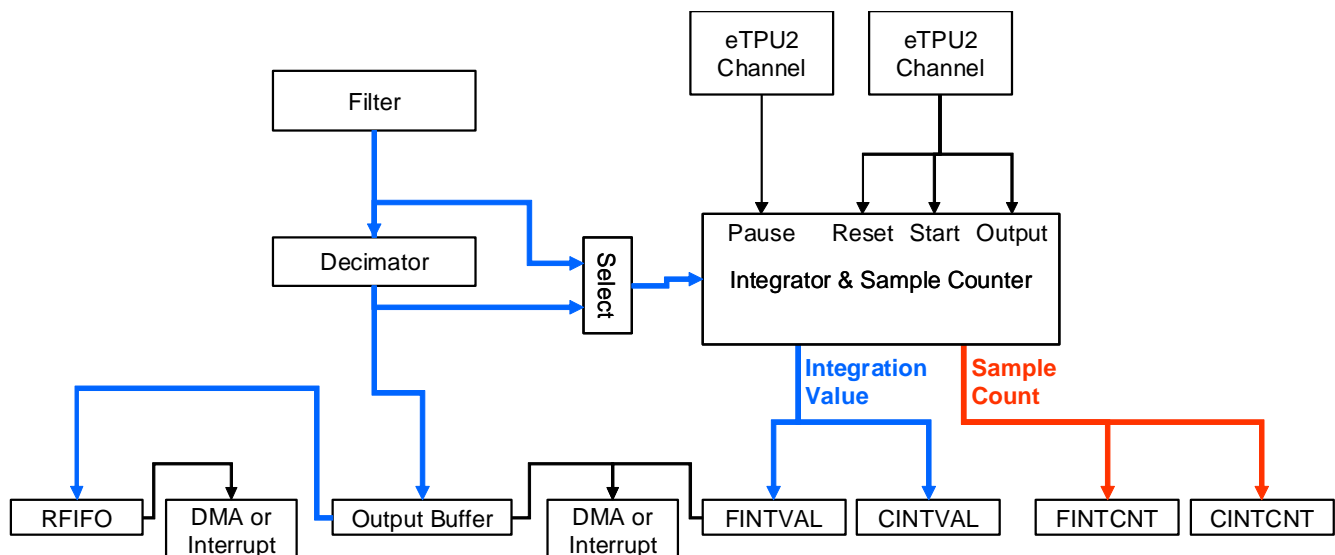 eTPU2
Channel
eTPU2
Channel
Filter
Pause
Reset
Start
Output
Decimator
Select
Integrator & Sample Counter
Integration
Value
Sample
Count
RFIFO
DMA or
Interrupt
Output Buffer
DMA or
Interrupt
FINTVAL
CINTVAL
FINTCNT
CINTCNT